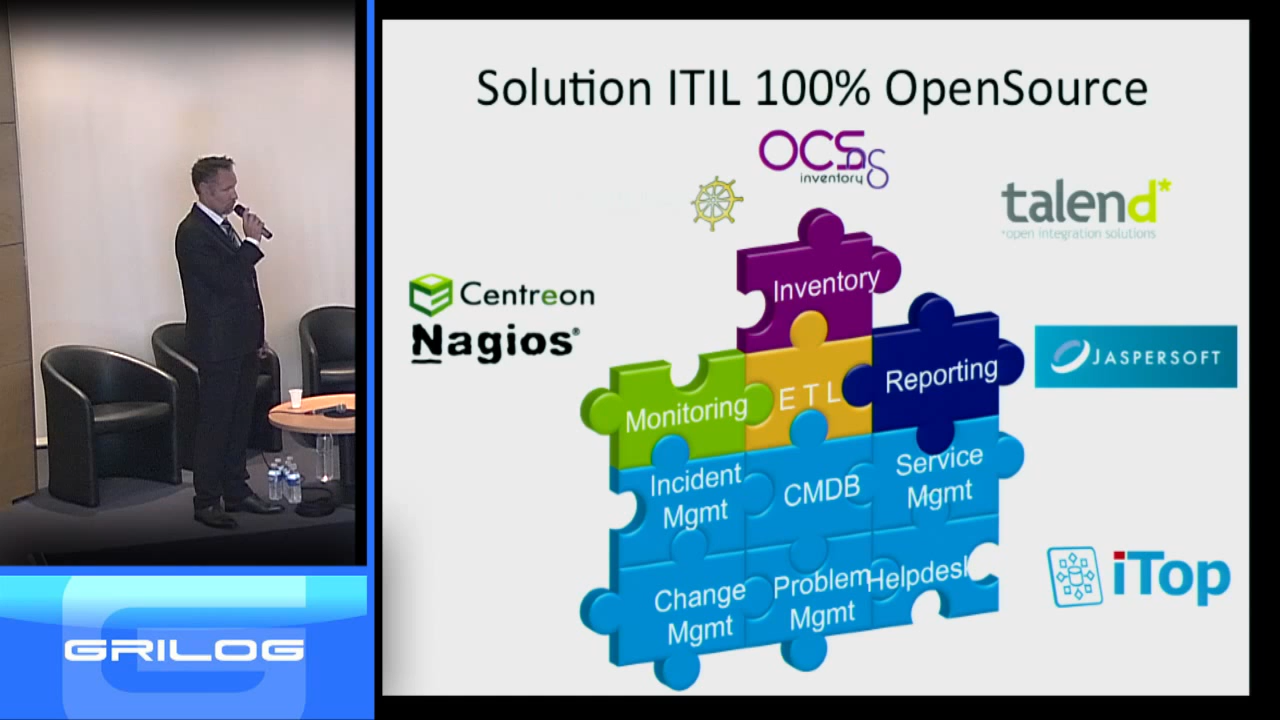 Solution ITIL 100% OpenSource
OCS
ng
inventory
talend*
*open integration solutions
Centreon
Nagios®
Inventory
JASPERSOFT
Monitoring
E T L
Reporting
Incident
Mgmt
CMDB
Service
Mgmt
Change
Mgmt
Problem
Mgmt
Helpdesk
iTop
GRILOG